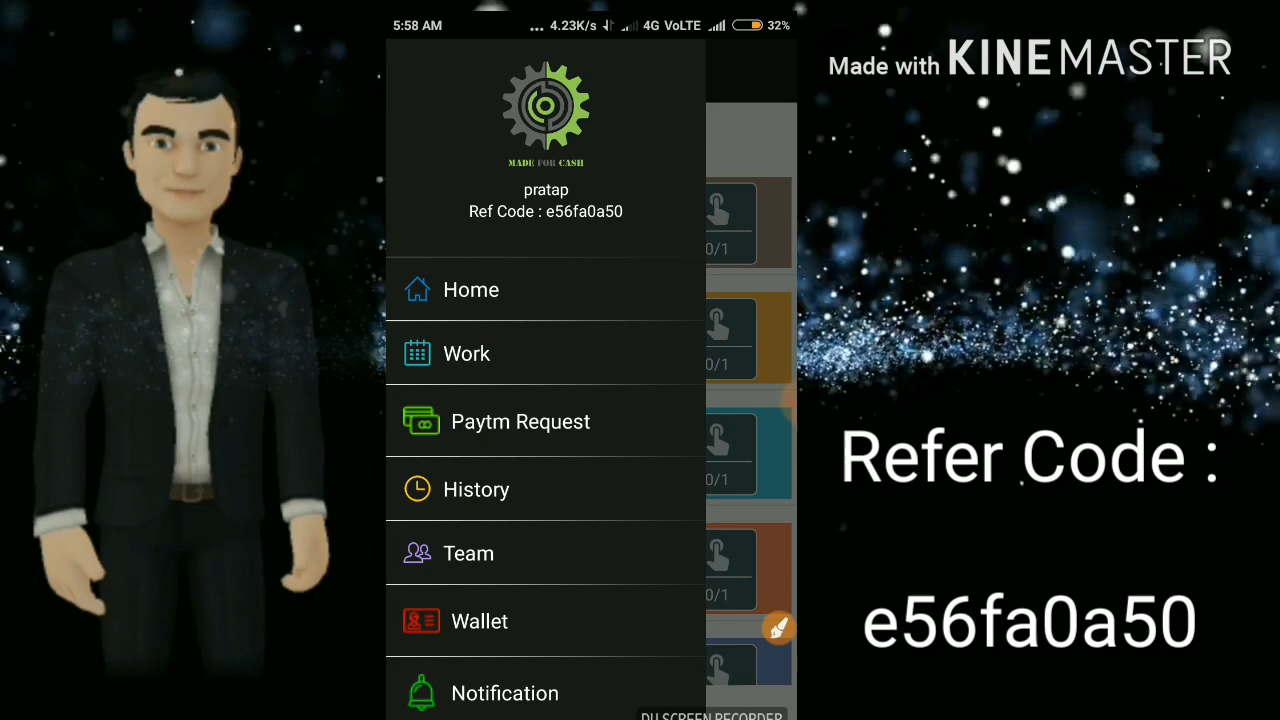 5:58 AM ... 4.23K/s 4G VoLTE 32%
Made with KINEMASTER
MADE FOR CASH
pratap
Ref Code : e56fa0a50
0/1
Home
0/1
Work
Paytm Request
Refer Code :
0/1
History
Team
0/1
Wallet
e56fa0a50
Notification
DU SCREEN RECORDER